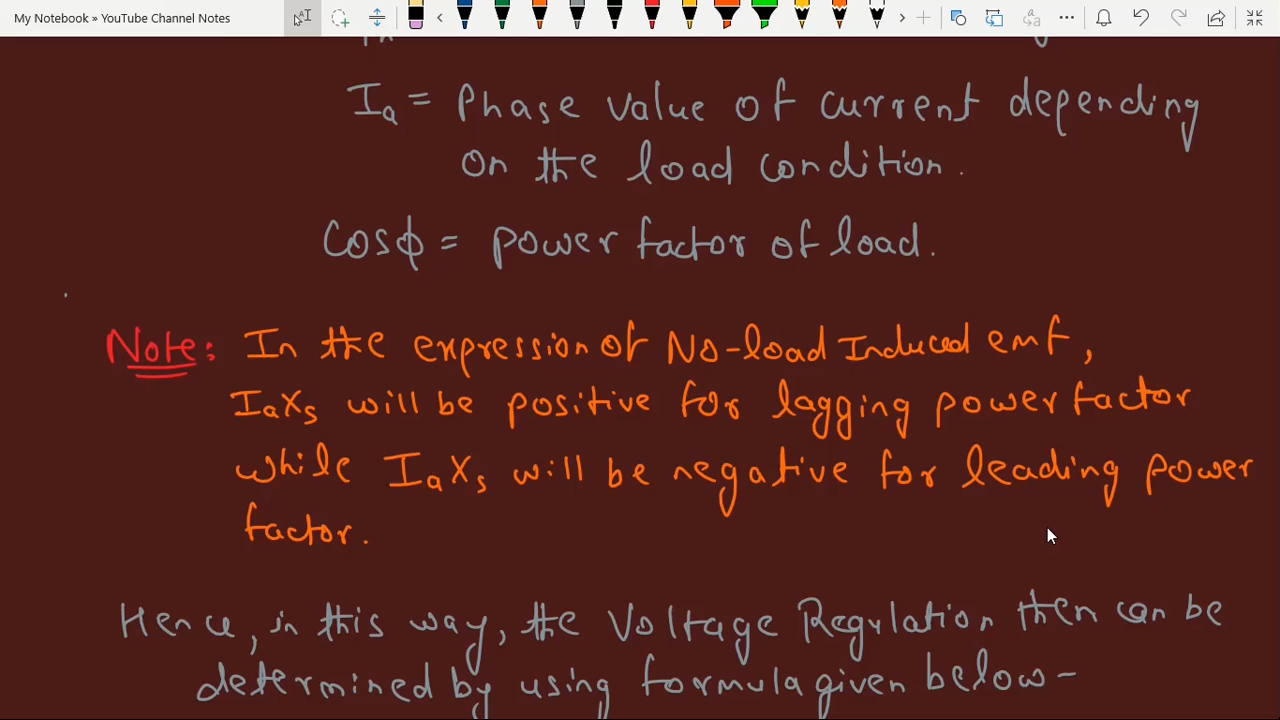 My Notebook » YouTube Channel Notes
Ia = Phase value of current depending
on the load condition.
Cosϕ = power factor of load.
Note: In the expression of No-load Induced emf,
IaXs will be positive for lagging power factor
while IaXs will be negative for leading power
factor.
Hence, in this way, the Voltage Regulation then can be
determined by using formula given below-